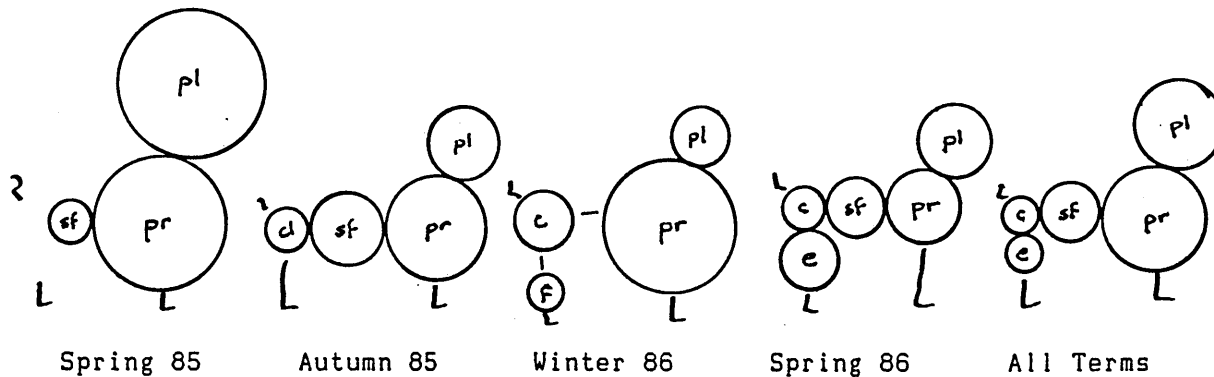 pl
sf pr
L L
Spring 85
pl
cl sf pr
L L
Autumn 85
pl
L
c pr
f
L L
Winter 86
pl
L
c sf pr
e
L L
Spring 86
pl
c sf pr
e
L L
All Terms